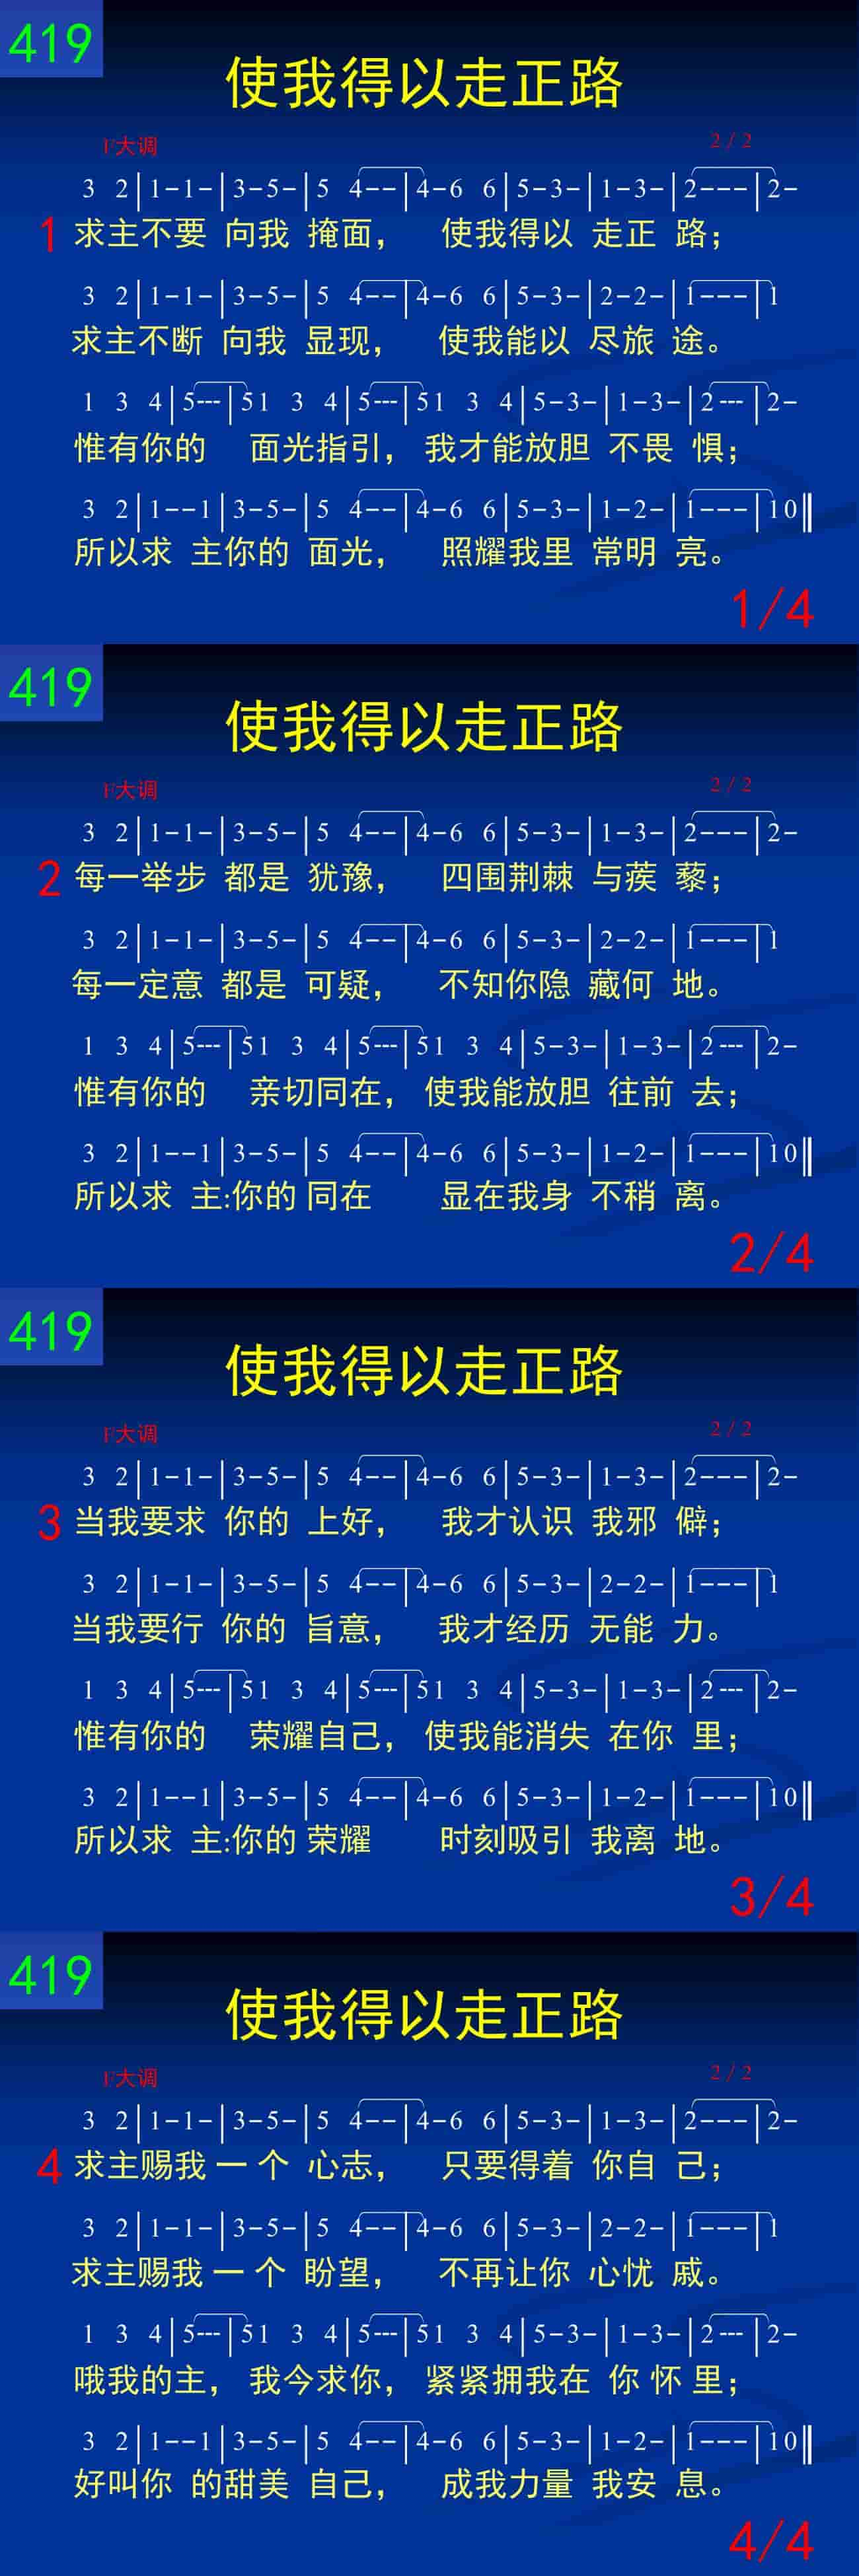 419
使我得以走正路
F大调 2/2
3 2|1-1-|3-5-|5 4--|4-6 6|5-3-|1-3-|2---|2-
1 求主不要 向我 掩面， 使我得以 走正 路；
3 2|1-1-|3-5-|5 4--|4-6 6|5-3-|2-2-|1---|1
求主不断 向我 显现， 使我能以 尽旅 途。
1 3 4|5---|51 3 4|5---|51 3 4|5-3-|1-3-|2---|2-
惟有你的 面光指引， 我才能放胆 不畏 惧；
3 2|1--1|3-5-|5 4--|4-6 6|5-3-|1-2-|1---|10‖
所以求 主你的 面光， 照耀我里 常明 亮。
1/4
419
使我得以走正路
F大调 2/2
3 2|1-1-|3-5-|5 4--|4-6 6|5-3-|1-3-|2---|2-
2 每一举步 都是 犹豫， 四围荆棘 与蒺 藜；
3 2|1-1-|3-5-|5 4--|4-6 6|5-3-|2-2-|1---|1
每一定意 都是 可疑， 不知你隐 藏何 地。
1 3 4|5---|51 3 4|5---|51 3 4|5-3-|1-3-|2---|2-
惟有你的 亲切同在， 使我能放胆 往前 去；
3 2|1--1|3-5-|5 4--|4-6 6|5-3-|1-2-|1---|10‖
所以求 主:你的 同在 显在我身 不稍 离。
2/4
419
使我得以走正路
F大调 2/2
3 2|1-1-|3-5-|5 4--|4-6 6|5-3-|1-3-|2---|2-
3 当我要求 你的 上好， 我才认识 我邪 僻；
3 2|1-1-|3-5-|5 4--|4-6 6|5-3-|2-2-|1---|1
当我要行 你的 旨意， 我才经历 无能 力。
1 3 4|5---|51 3 4|5---|51 3 4|5-3-|1-3-|2---|2-
惟有你的 荣耀自己， 使我能消失 在你 里；
3 2|1--1|3-5-|5 4--|4-6 6|5-3-|1-2-|1---|10‖
所以求 主:你的 荣耀 时刻吸引 我离 地。
3/4
419
使我得以走正路
F大调 2/2
3 2|1-1-|3-5-|5 4--|4-6 6|5-3-|1-3-|2---|2-
4 求主赐我 一 个 心志， 只要得着 你自 己；
3 2|1-1-|3-5-|5 4--|4-6 6|5-3-|2-2-|1---|1
求主赐我 一 个 盼望， 不再让你 心忧 戚。
1 3 4|5---|51 3 4|5---|51 3 4|5-3-|1-3-|2---|2-
哦我的主， 我今求你， 紧紧拥我在 你 怀 里；
3 2|1--1|3-5-|5 4--|4-6 6|5-3-|1-2-|1---|10‖
好叫你 的甜美 自己， 成我力量 我安 息。
4/4